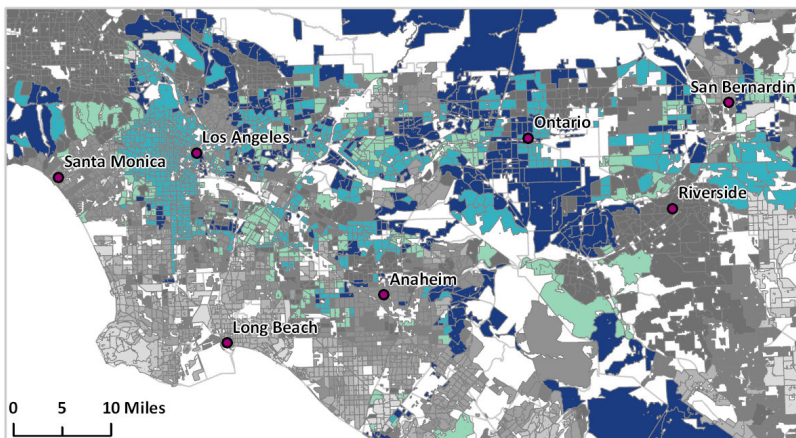 San Bernardin
Los Angeles
Ontario
Santa Monica
Riverside
Anaheim
Long Beach
0 5 10 Miles